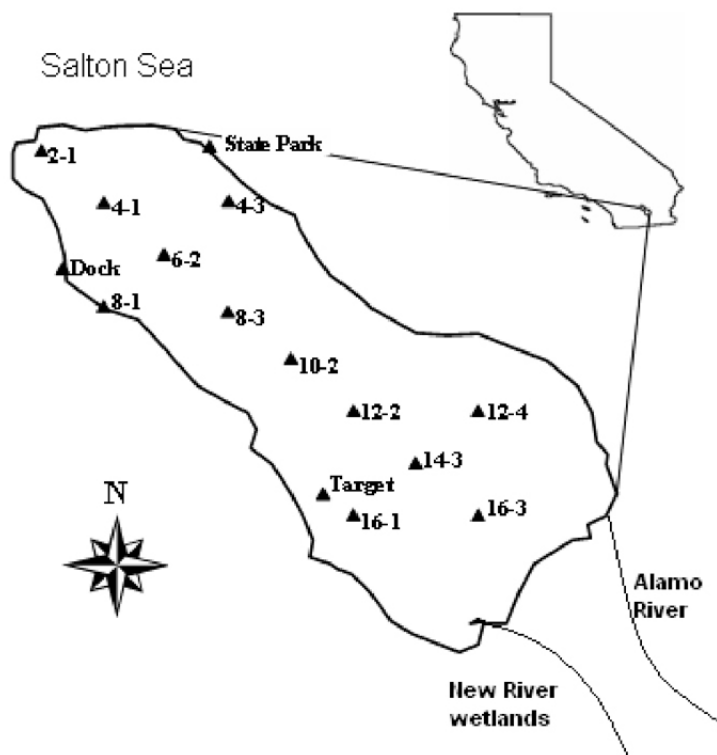 Salton Sea
State Park
2-1
4-1
4-3
6-2
Dock
8-1
8-3
10-2
12-2
12-4
14-3
Target
16-1
16-3
N
Alamo
River
New River
wetlands